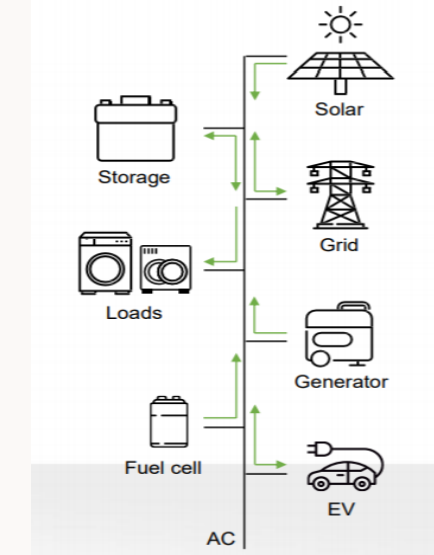 Solar
Storage
Grid
Loads
Generator
Fuel cell
EV
AC